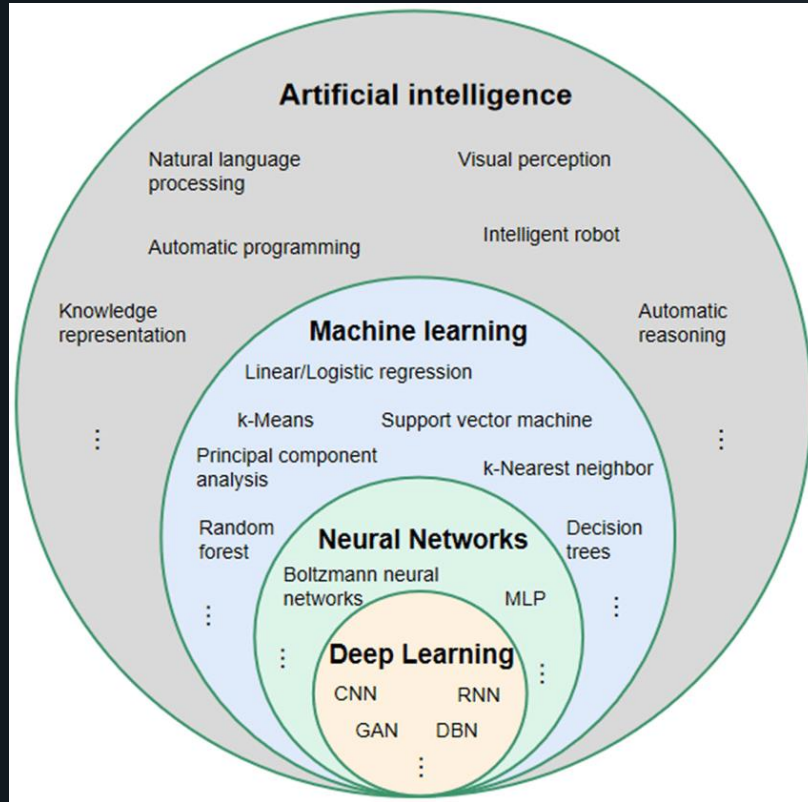 Artificial intelligence
Natural language
processing
Visual perception
Automatic programming
Intelligent robot
Knowledge
representation
Automatic
reasoning
⋮
⋮
Machine learning
Linear/Logistic regression
k-Means
Support vector machine
Principal component
analysis
k-Nearest neighbor
Random
forest
Decision
trees
⋮
⋮
Neural Networks
Boltzmann neural
networks
MLP
⋮
⋮
Deep Learning
CNN
RNN
GAN
DBN
⋮